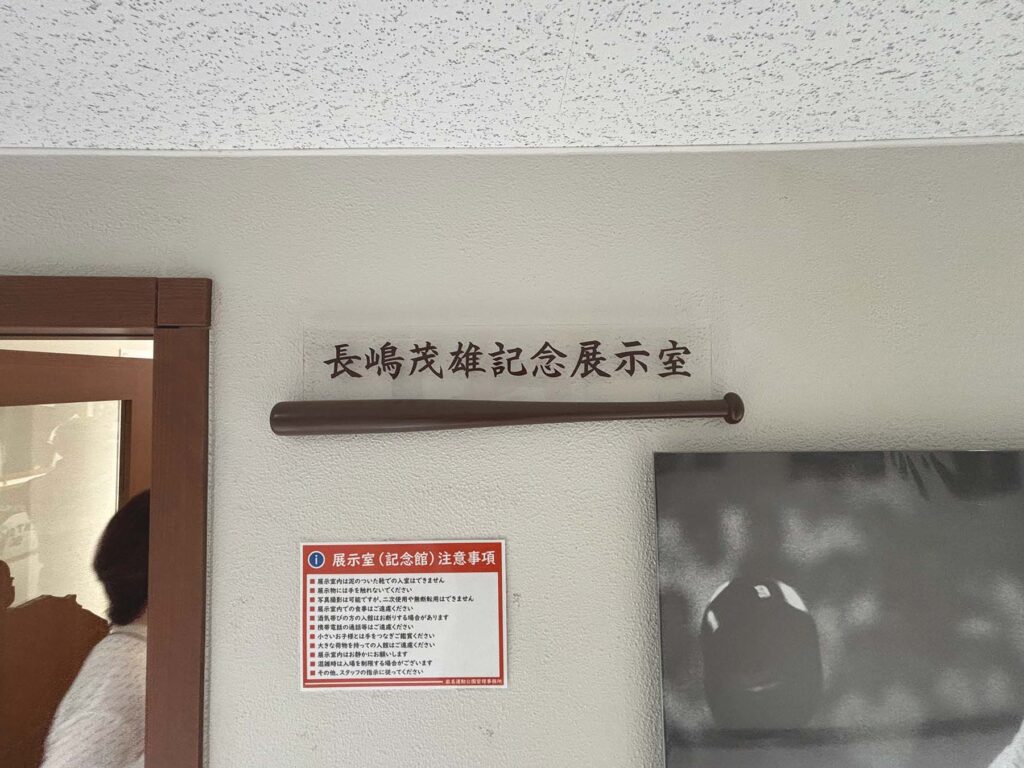 長嶋茂雄記念展示室
i 展示室(記念館)注意事項
■ 展示室内は泥のついた靴での入室はできません
■ 展示物には手を触れないでください
■ 写真撮影は可能ですが、二次使用や無断転用はできません
■ 展示室内での食事はご遠慮ください
■ 酒気帯びの方の入館はお断りする場合があります
■ 携帯電話の通話等はご遠慮ください
■ 小さいお子様とは手をつなぎご鑑賞ください
■ 大きな荷物を持っての入館はご遠慮ください
■ 展示室内はお静かにお願いします
■ 混雑時は入場を制限する場合がございます
■ その他、スタッフの指示に従ってください
岩名運動公園管理事務所